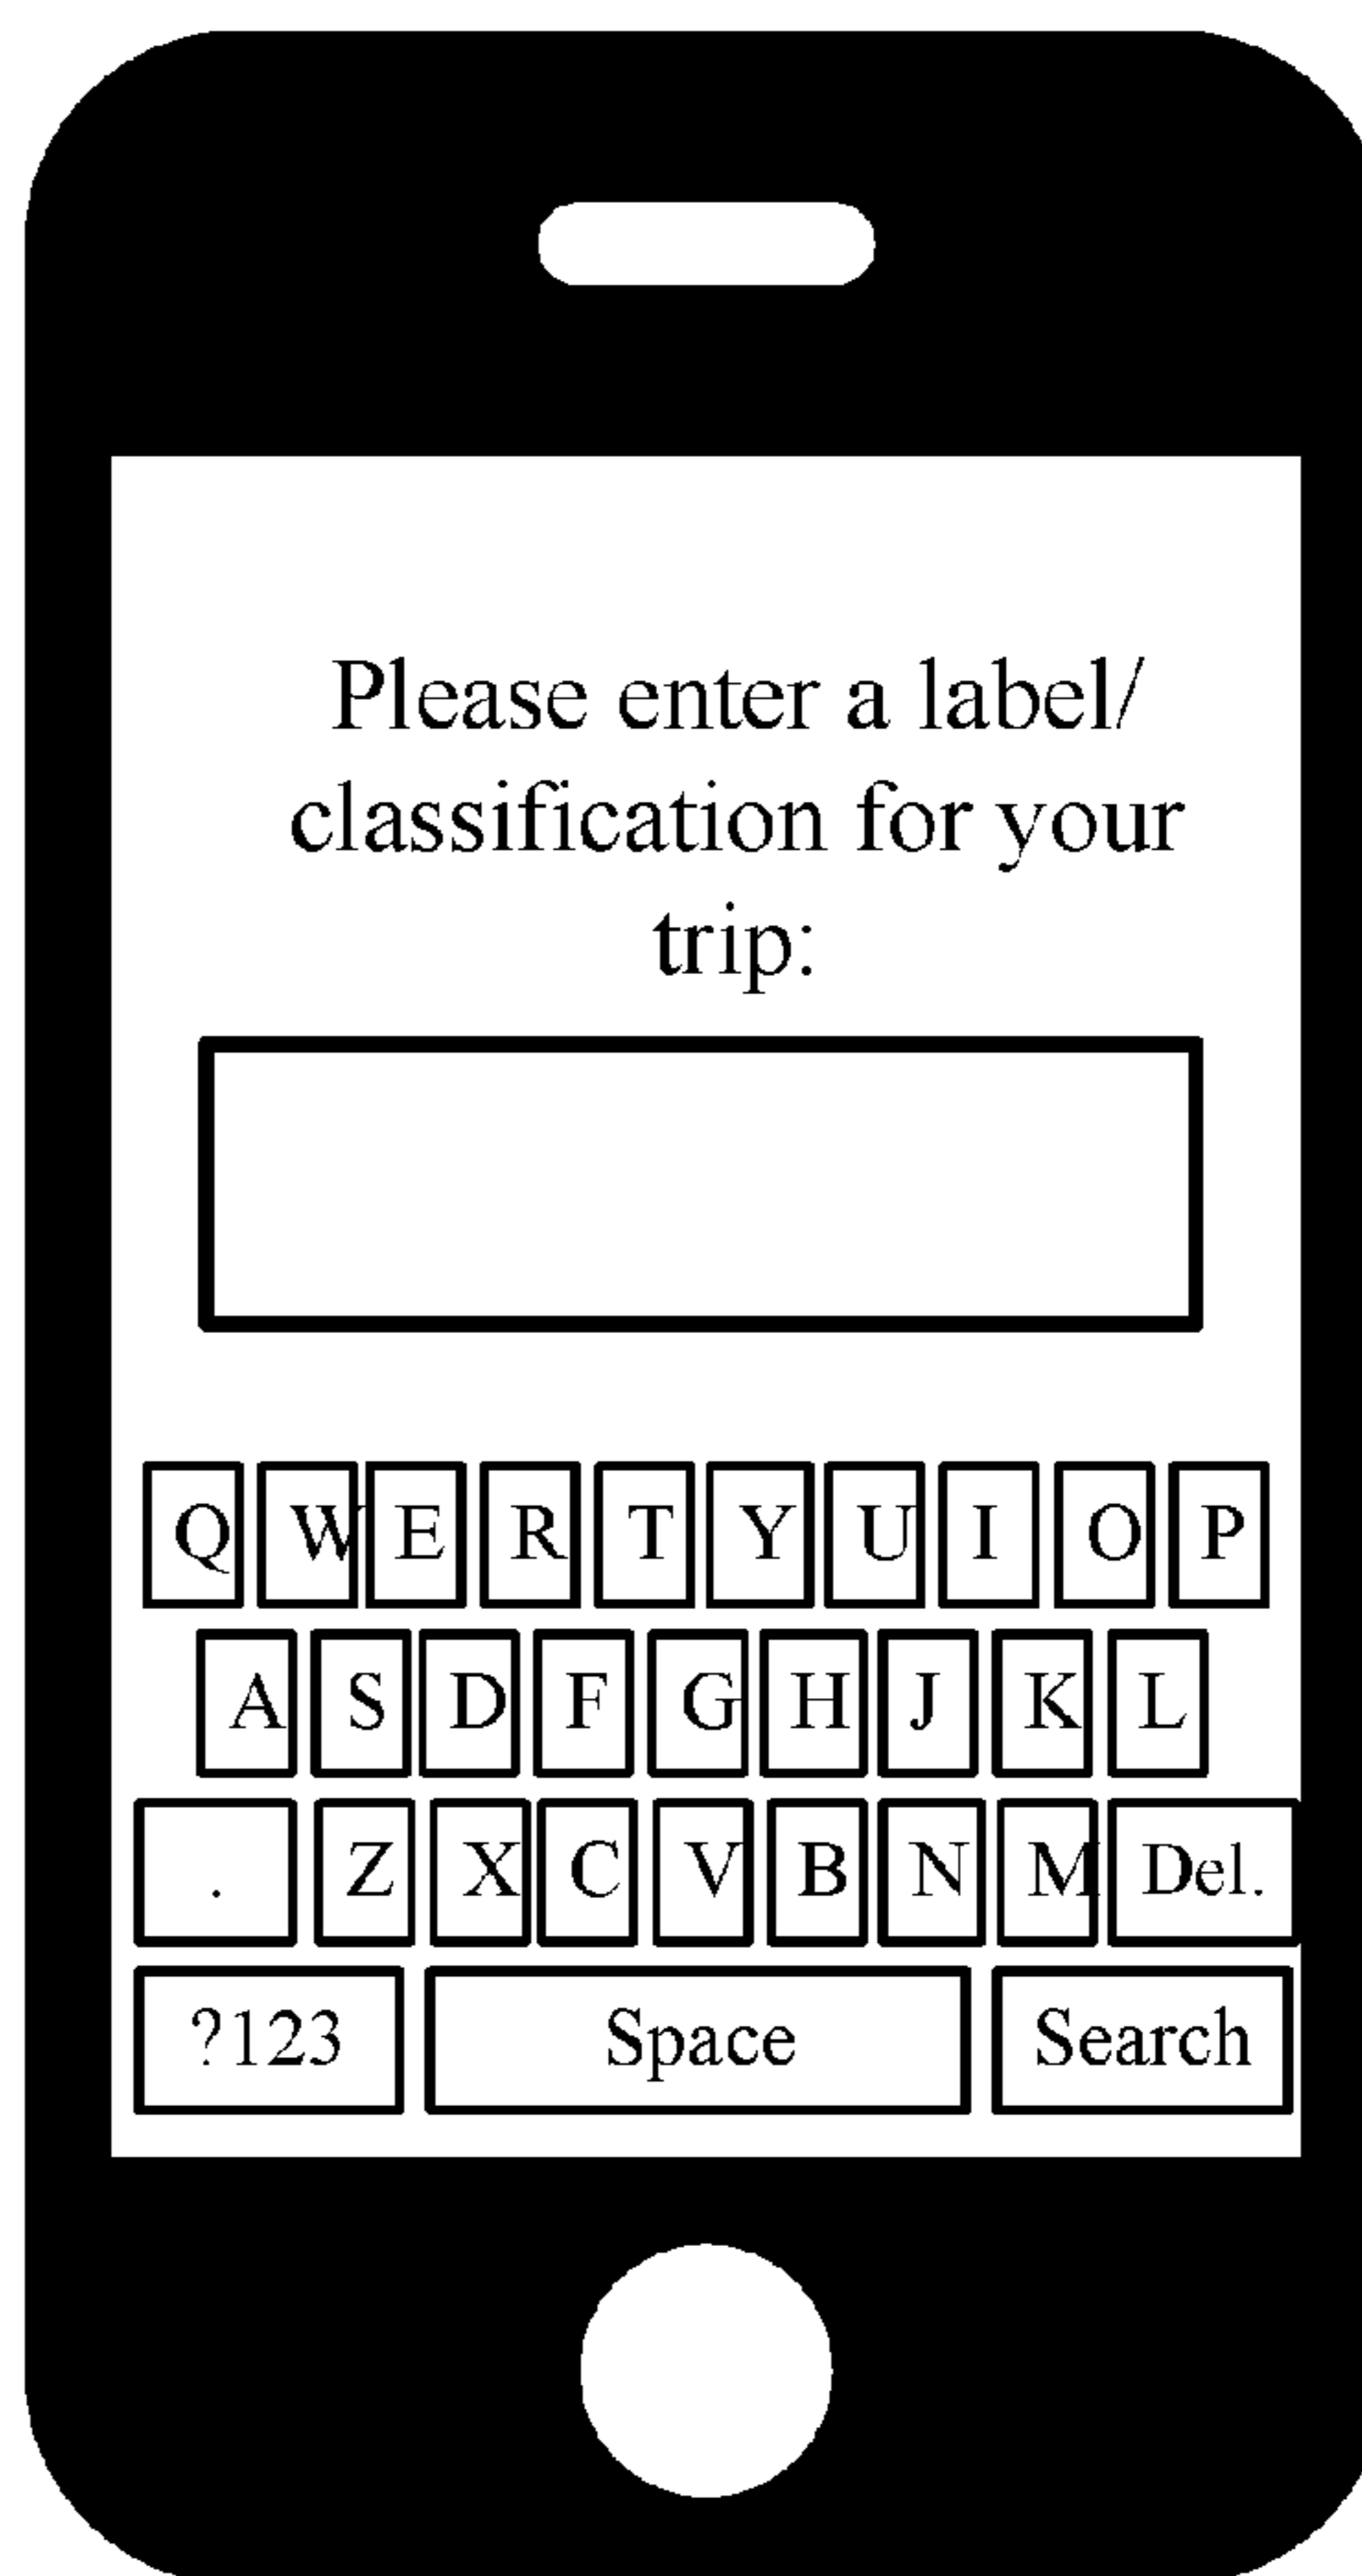 Please enter a label/
classification for your
trip:
Q W E R T Y U I O P
A S D F G H J K L
. Z X C V B N M Del.
?123 Space Search